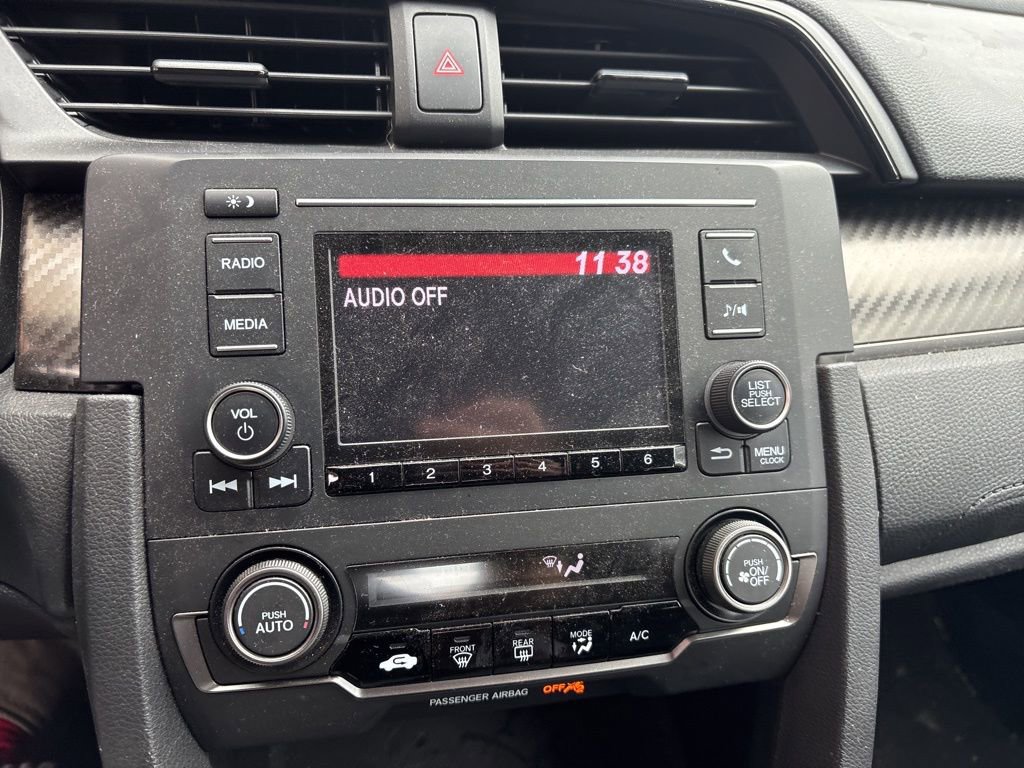 RADIO
MEDIA
11 38
AUDIO OFF
VOL
LIST
PUSH
SELECT
MENU
CLOCK
1 2 3 4 5 6
PUSH
AUTO
PUSH
ON/
OFF
FRONT
REAR
MODE
A/C
PASSENGER AIRBAG OFF 2